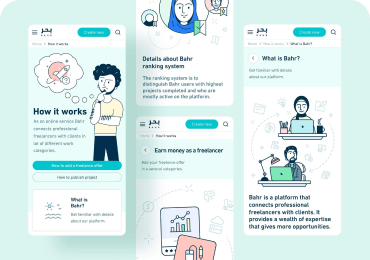 بحر
Create new
Home > How it works
How it works
As an online service Bahr
connects professional
freelancers with clients in
lot of different work
categories.
How to add a freelance offer
How to publish project
What is
Bahr?
Get familiar with details
about our platform.
Details about Bahr
ranking system
The ranking system is to
distinguish Bahr users with highest
projects completed and who are
mostly active on the platform.
بحر
Create new
Home > How it works
Earn money as a freelancer
Add your freelance offer
in a several categories.
بحر
Create new
Home > How it works > What is Bahr?
What is Bahr?
Get familiar with details
about our platform.
Bahr is a platform that
connects professional
freelancers with clients. It
provides a wealth of expertise
that gives more opportunities.